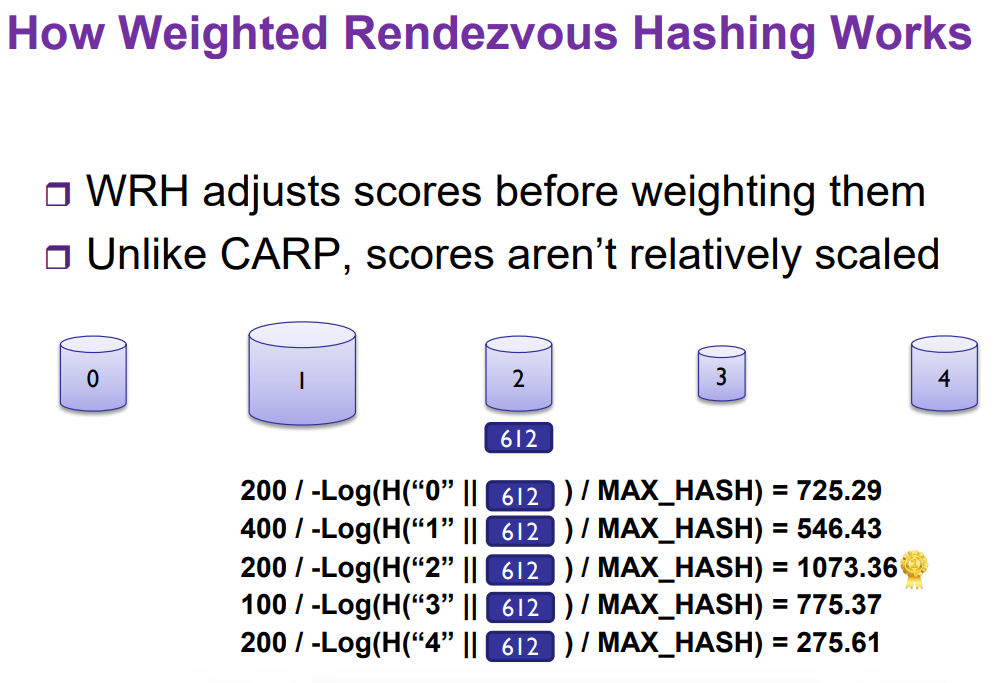 How Weighted Rendezvous Hashing Works
WRH adjusts scores before weighting them
Unlike CARP, scores aren’t relatively scaled
0 1 2 3 4
612
200 / -Log(H(“0” || 612 ) / MAX_HASH) = 725.29
400 / -Log(H(“1” || 612 ) / MAX_HASH) = 546.43
200 / -Log(H(“2” || 612 ) / MAX_HASH) = 1073.36
100 / -Log(H(“3” || 612 ) / MAX_HASH) = 775.37
200 / -Log(H(“4” || 612 ) / MAX_HASH) = 275.61